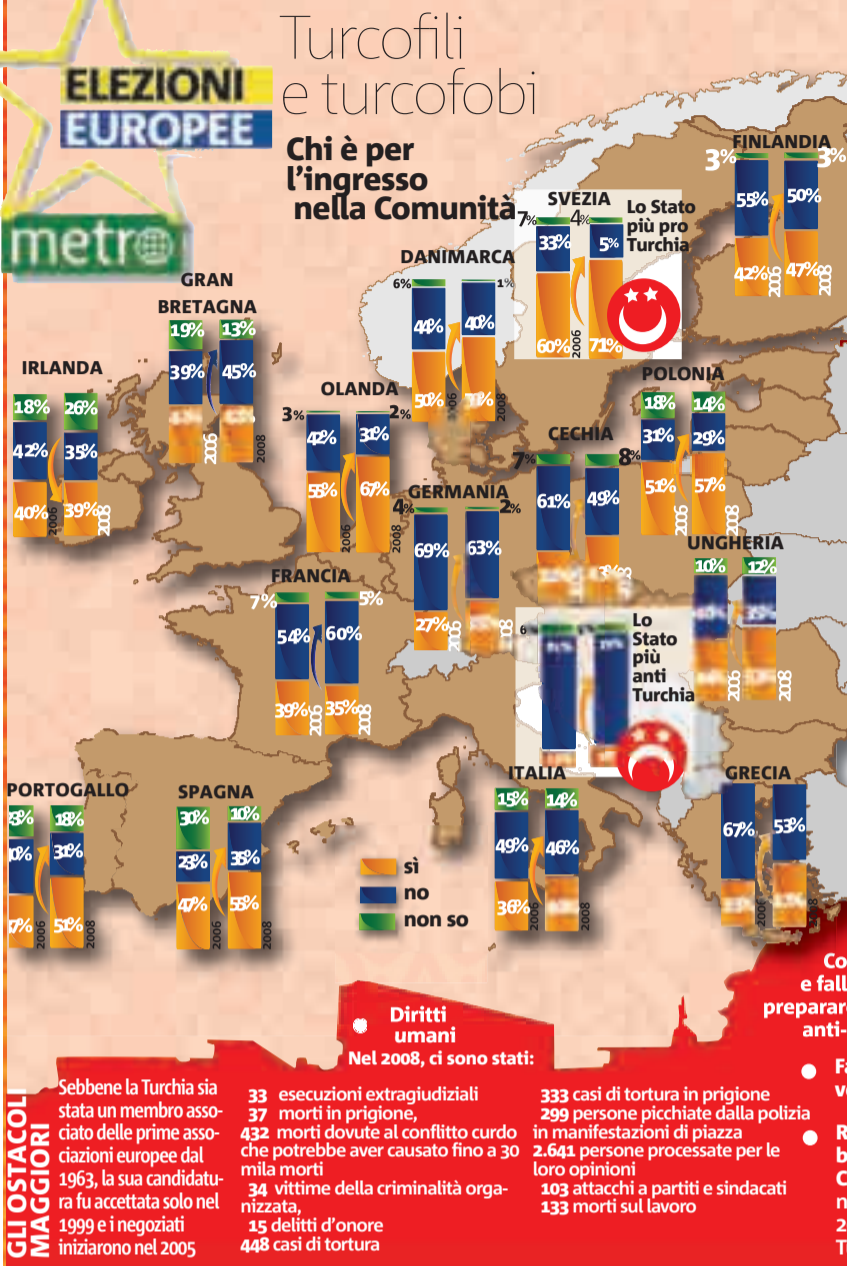 ELEZIONI
EUROPEE
metro
Turcofili
e turcofobi
Chi è per
l'ingresso
nella Comunità
FINLANDIA
3% 3%
55% 50%
42% 47%
2006 2008
SVEZIA
7% 4%
33% 5%
60% 71%
2006
Lo Stato
più pro
Turchia
DANIMARCA
6% 1%
44% 40%
50%
2006 2008
GRAN
BRETAGNA
19% 13%
39% 45%
2006 2008
IRLANDA
18% 26%
42% 35%
40% 39%
2006 2008
OLANDA
3% 2%
42% 31%
55% 67%
2006 2008
POLONIA
18% 14%
31% 29%
51% 57%
2006 2008
CECHIA
7% 8%
61% 49%
GERMANIA
4% 2%
69% 63%
27%
2006
UNGHERIA
10% 12%
35%
2006 2008
FRANCIA
7% 5%
54% 60%
39% 35%
2006 2008
6%
Lo
Stato
più
anti
Turchia
PORTOGALLO
18%
31%
51%
2006 2008
SPAGNA
30% 10%
23% 35%
47% 55%
2006 2008
ITALIA
15% 14%
49% 46%
36%
2006 2008
GRECIA
67% 53%
2006 2008
sì
no
non so
GLI OSTACOLI
MAGGIORI
Sebbene la Turchia sia
stata un membro asso-
ciato delle prime asso-
ciazioni europee dal
1963, la sua candidatu-
ra fu accettata solo nel
1999 e i negoziati
iniziarono nel 2005
Diritti
umani
Nel 2008, ci sono stati:
33 esecuzioni extragiudiziali
37 morti in prigione,
432 morti dovute al conflitto curdo
che potrebbe aver causato fino a 30
mila morti
34 vittime della criminalità orga-
nizzata,
15 delitti d'onore
448 casi di tortura
333 casi di tortura in prigione
299 persone picchiate dalla polizia
in manifestazioni di piazza
2.641 persone processate per le
loro opinioni
103 attacchi a partiti e sindacati
133 morti sul lavoro
Co
e fall
preparar
anti-
Fa
v
R
b
C
n
2
T